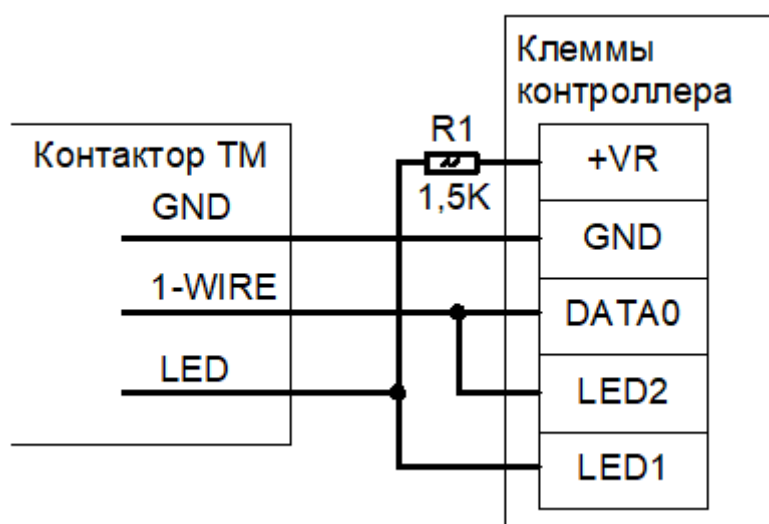 Клеммы
контроллера
R1
Контактор ТМ
+VR
1,5K
GND
GND
1-WIRE
DATA0
LED
LED2
LED1